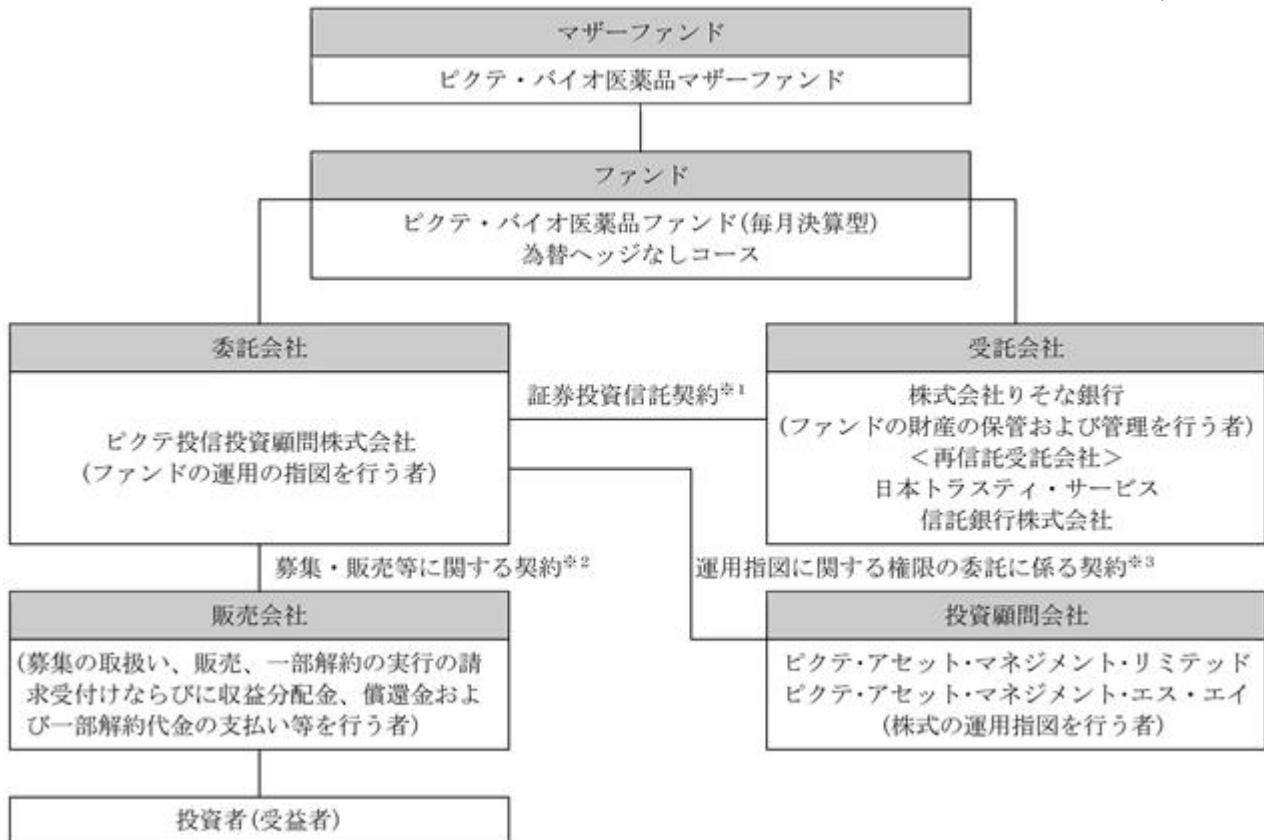 マザーファンド
ピクテ・バイオ医薬品マザーファンド
ファンド
ピクテ・バイオ医薬品ファンド(毎月決算型)
為替ヘッジなしコース
委託会社
ピクテ投信投資顧問株式会社
(ファンドの運用の指図を行う者)
証券投資信託契約※1
受託会社
株式会社りそな銀行
(ファンドの財産の保管および管理を行う者)
<再信託受託会社>
日本トラスティ・サービス
信託銀行株式会社
募集・販売等に関する契約※2
運用指図に関する権限の委託に係る契約※3
販売会社
(募集の取扱い、販売、一部解約の実行の請
求受付けならびに収益分配金、償還金およ
び一部解約代金の支払い等を行う者)
投資顧問会社
ピクテ・アセット・マネジメント・リミテッド
ピクテ・アセット・マネジメント・エス・エイ
(株式の運用指図を行う者)
投資者(受益者)